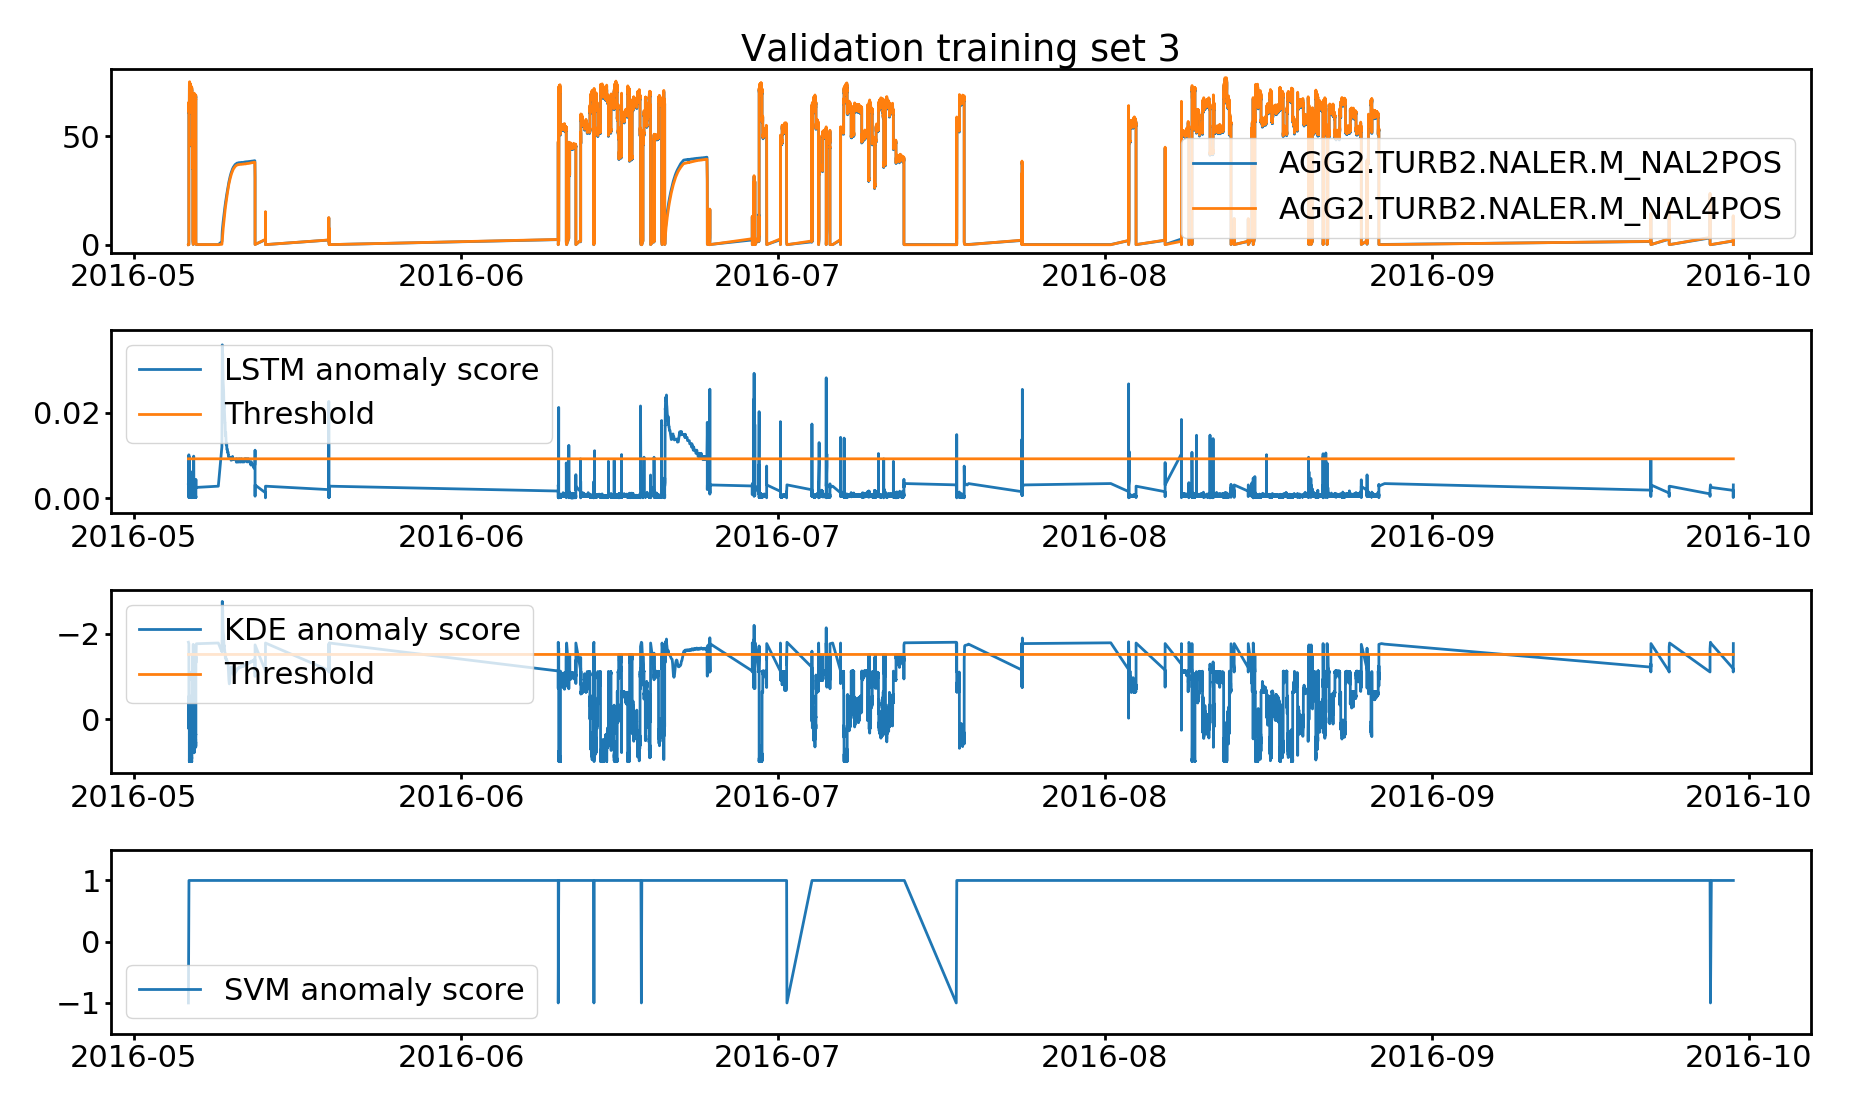 Validation training set 3
50
0
AGG2.TURB2.NALER.M_NAL2POS
AGG2.TURB2.NALER.M_NAL4POS
2016-05 2016-06 2016-07 2016-08 2016-09 2016-10
LSTM anomaly score
Threshold
0.02
0.00
2016-05 2016-06 2016-07 2016-08 2016-09 2016-10
KDE anomaly score
Threshold
−2
0
2016-05 2016-06 2016-07 2016-08 2016-09 2016-10
1
0
−1
SVM anomaly score
2016-05 2016-06 2016-07 2016-08 2016-09 2016-10